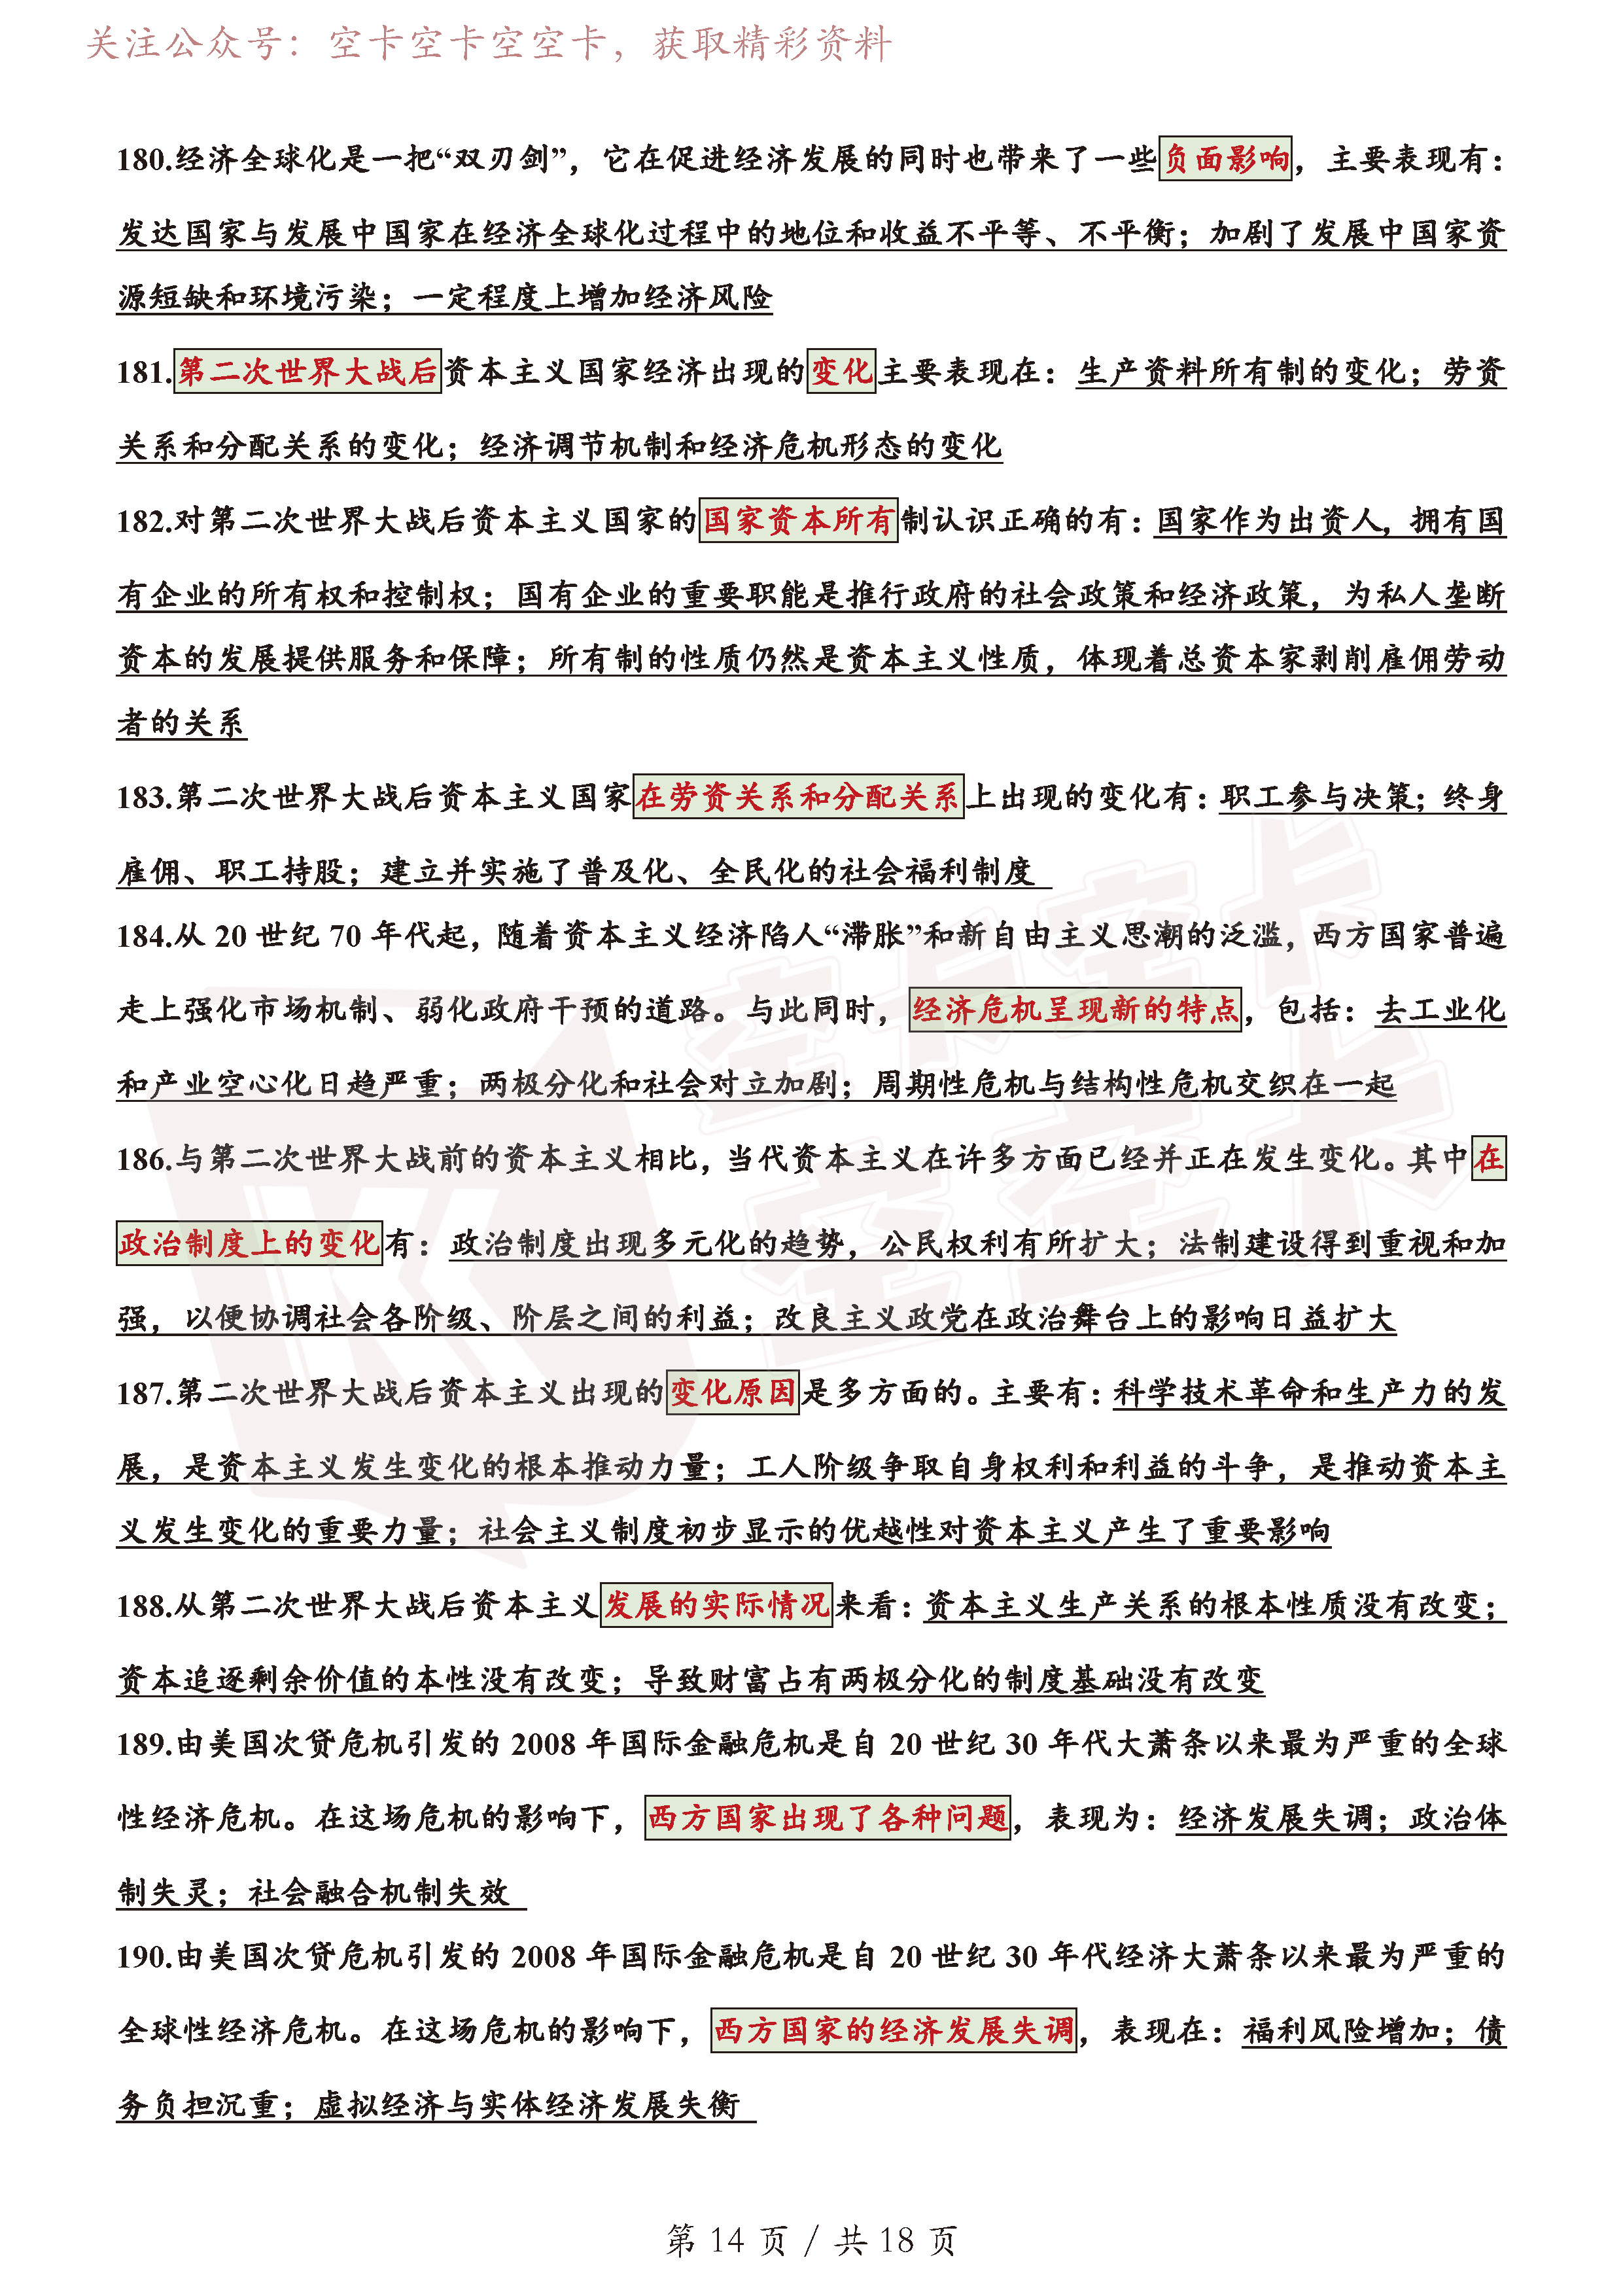 关注公众号：空卡空卡空空卡，获取精彩资料
180.经济全球化是一把“双刃剑”，它在促进经济发展的同时也带来了一些负面影响，主要表现有：
发达国家与发展中国家在经济全球化过程中的地位和收益不平等、不平衡；加剧了发展中国家资
源短缺和环境污染；一定程度上增加经济风险
181.第二次世界大战后资本主义国家经济出现的变化主要表现在：生产资料所有制的变化；劳资
关系和分配关系的变化；经济调节机制和经济危机形态的变化
182.对第二次世界大战后资本主义国家的国家资本所有制认识正确的有：国家作为出资人，拥有国
有企业的所有权和控制权；国有企业的重要职能是推行政府的社会政策和经济政策，为私人垄断
资本的发展提供服务和保障；所有制的性质仍然是资本主义性质，体现着总资本家剥削雇佣劳动
者的关系
183.第二次世界大战后资本主义国家在劳资关系和分配关系上出现的变化有：职工参与决策；终身
雇佣、职工持股；建立并实施了普及化、全民化的社会福利制度
184.从 20 世纪 70 年代起，随着资本主义经济陷人“滞胀”和新自由主义思潮的泛滥，西方国家普遍
走上强化市场机制、弱化政府干预的道路。与此同时，经济危机呈现新的特点，包括：去工业化
和产业空心化日趋严重；两极分化和社会对立加剧；周期性危机与结构性危机交织在一起
186.与第二次世界大战前的资本主义相比，当代资本主义在许多方面已经并正在发生变化。其中在
政治制度上的变化有：政治制度出现多元化的趋势，公民权利有所扩大；法制建设得到重视和加
强，以便协调社会各阶级、阶层之间的利益；改良主义政党在政治舞台上的影响日益扩大
187.第二次世界大战后资本主义出现的变化原因是多方面的。主要有：科学技术革命和生产力的发
展，是资本主义发生变化的根本推动力量；工人阶级争取自身权利和利益的斗争，是推动资本主
义发生变化的重要力量；社会主义制度初步显示的优越性对资本主义产生了重要影响
188.从第二次世界大战后资本主义发展的实际情况来看：资本主义生产关系的根本性质没有改变；
资本追逐剩余价值的本性没有改变；导致财富占有两极分化的制度基础没有改变
189.由美国次贷危机引发的 2008 年国际金融危机是自 20 世纪 30 年代大萧条以来最为严重的全球
性经济危机。在这场危机的影响下，西方国家出现了各种问题，表现为：经济发展失调；政治体
制失灵；社会融合机制失效
190.由美国次贷危机引发的 2008 年国际金融危机是自 20 世纪 30 年代经济大萧条以来最为严重的
全球性经济危机。在这场危机的影响下，西方国家的经济发展失调，表现在：福利风险增加；债
务负担沉重；虚拟经济与实体经济发展失衡
空卡空卡
空空卡
第 14 页 / 共 18 页